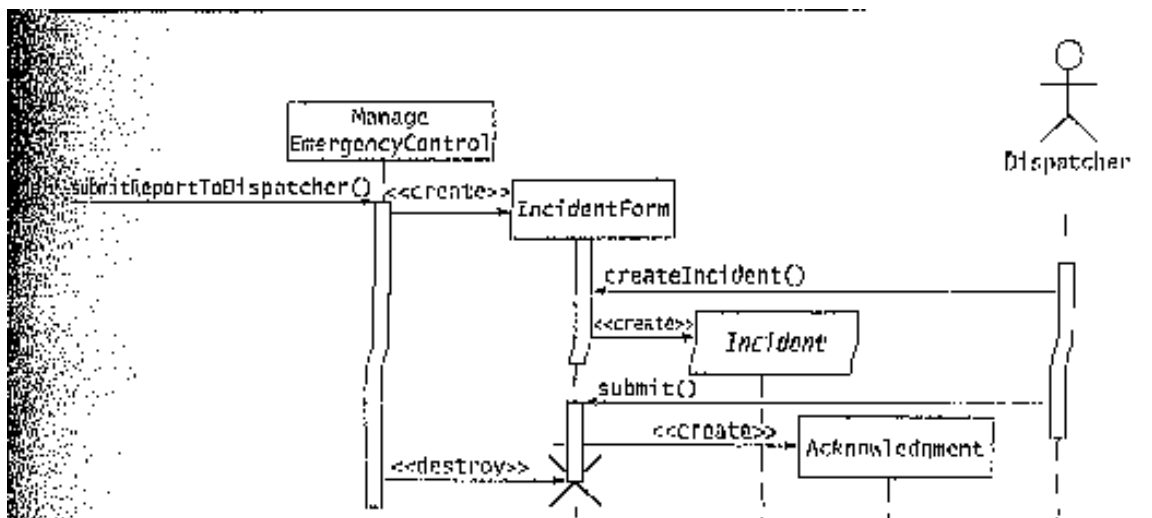 Manage
EmergencyControl
Dispatcher
submitReportToDispatcher()
<<create>>
IncidentForm
createIncident()
<<create>>
Incident
submit()
<<create>>
Acknowledgment
<<destroy>>